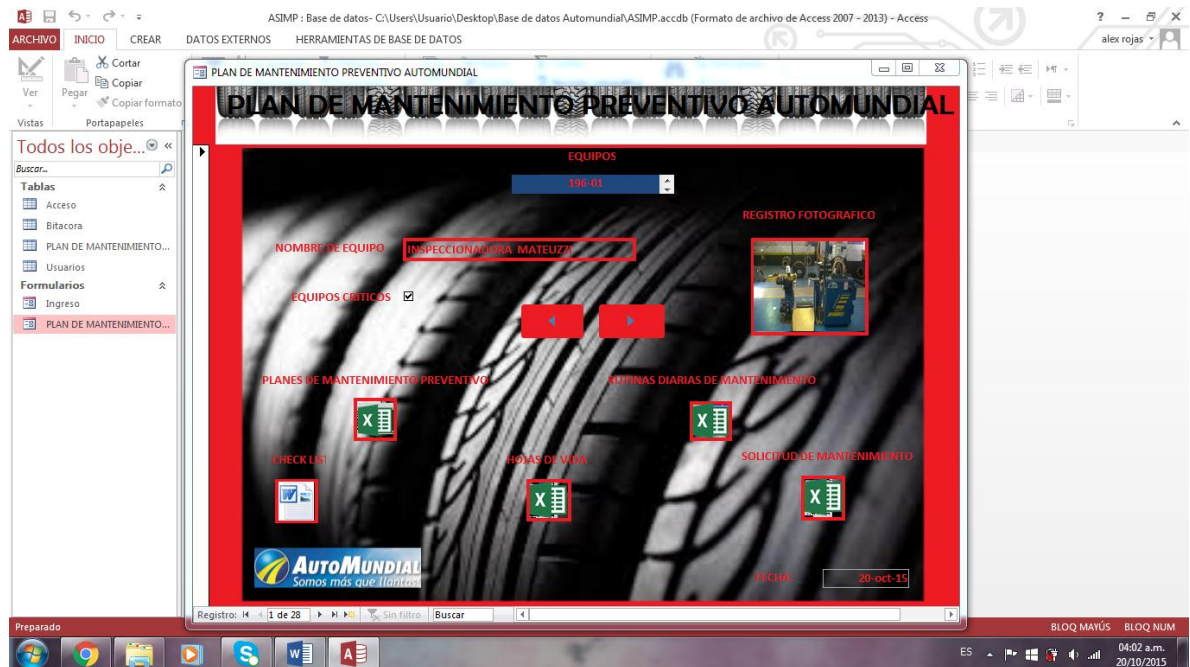 ASIMP : Base de datos- C:\Users\Usuario\Desktop\Base de datos Automundial\ASIMP.accdb (Formato de archivo de Access 2007 - 2013) - Access
ARCHIVO INICIO CREAR DATOS EXTERNOS HERRAMIENTAS DE BASE DE DATOS alex rojas
Ver
Pegar
Cortar
Copiar
Copiar formato
Vistas Portapapeles
PLAN DE MANTENIMIENTO PREVENTIVO AUTOMUNDIAL
PLAN DE MANTENIMIENTO PREVENTIVO AUTOMUNDIAL
Todos los obje...
Buscar...
Tablas
Acceso
Bitacora
PLAN DE MANTENIMIENTO...
Usuarios
Formularios
Ingreso
PLAN DE MANTENIMIENTO...
EQUIPOS
196-01
REGISTRO FOTOGRAFICO
NOMBRE DE EQUIPO INSPECCIONADORA MATEUZZI
EQUIPOS CRITICOS
PLANES DE MANTENIMIENTO PREVENTIVO RUTINAS DIARIAS DE MANTENIMIENTO
CHECK LIST HOJAS DE VIDA SOLICITUD DE MANTENIMIENTO
AUTOMUNDIAL
Somos más que llantas!
FECHA: 20-oct-15
Registro: 1 de 28 Sin filtro Buscar
Preparado BLOQ MAYÚS BLOQ NUM
ES 04:02 a.m.
20/10/2015